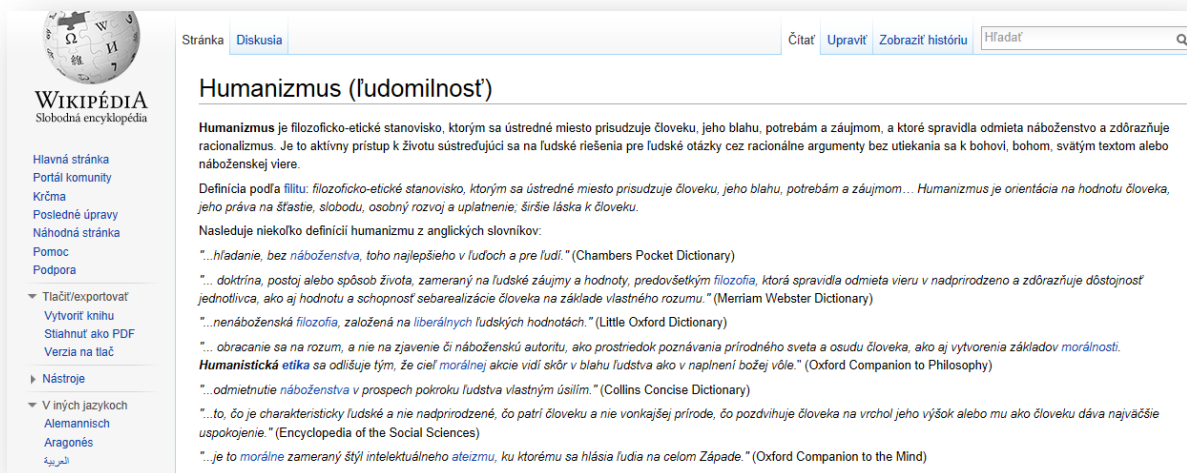 Ω W И 7
WIKIPÉDIA
Slobodná encyklopédia
Hlavná stránka
Portál komunity
Krčma
Posledné úpravy
Náhodná stránka
Pomoc
Podpora
Tlačiť/exportovať
Vytvoriť knihu
Stiahnuť ako PDF
Verzia na tlač
Nástroje
V iných jazykoch
Alemannisch
Aragonés
العربية
Stránka Diskusia
Čítať Upraviť Zobraziť históriu Hľadať
Humanizmus (ľudomilnosť)
Humanizmus je filozoficko-etické stanovisko, ktorým sa ústredné miesto prisudzuje človeku, jeho blahu, potrebám a záujmom, a ktoré spravidla odmieta náboženstvo a zdôrazňuje
racionalizmus. Je to aktívny prístup k životu sústreďujúci sa na ľudské riešenia pre ľudské otázky cez racionálne argumenty bez utiekania sa k bohovi, bohom, svätým textom alebo
náboženskej viere.
Definícia podľa filitu: filozoficko-etické stanovisko, ktorým sa ústredné miesto prisudzuje človeku, jeho blahu, potrebám a záujmom… Humanizmus je orientácia na hodnotu človeka,
jeho práva na šťastie, slobodu, osobný rozvoj a uplatnenie; širšie láska k človeku.
Nasleduje niekoľko definícií humanizmu z anglických slovníkov:
"...hľadanie, bez náboženstva, toho najlepšieho v ľuďoch a pre ľudí." (Chambers Pocket Dictionary)
"... doktrína, postoj alebo spôsob života, zameraný na ľudské záujmy a hodnoty, predovšetkým filozofia, ktorá spravidla odmieta vieru v nadprirodzeno a zdôrazňuje dôstojnosť
jednotlivca, ako aj hodnotu a schopnosť sebarealizácie človeka na základe vlastného rozumu." (Merriam Webster Dictionary)
"...nenáboženská filozofia, založená na liberálnych ľudských hodnotách." (Little Oxford Dictionary)
"... obracanie sa na rozum, a nie na zjavenie či náboženskú autoritu, ako prostriedok poznávania prírodného sveta a osudu človeka, ako aj vytvorenia základov morálnosti.
Humanistická etika sa odlišuje tým, že cieľ morálnej akcie vidí skôr v blahu ľudstva ako v naplnení božej vôle." (Oxford Companion to Philosophy)
"...odmietnutie náboženstva v prospech pokroku ľudstva vlastným úsilím." (Collins Concise Dictionary)
"...to, čo je charakteristicky ľudské a nie nadprirodzené, čo patrí človeku a nie vonkajšej prírode, čo pozdvihuje človeka na vrchol jeho výšok alebo mu ako človeku dáva najväčšie
uspokojenie." (Encyclopedia of the Social Sciences)
"...je to morálne zameraný štýl intelektuálneho ateizmu, ku ktorému sa hlásia ľudia na celom Západe." (Oxford Companion to the Mind)